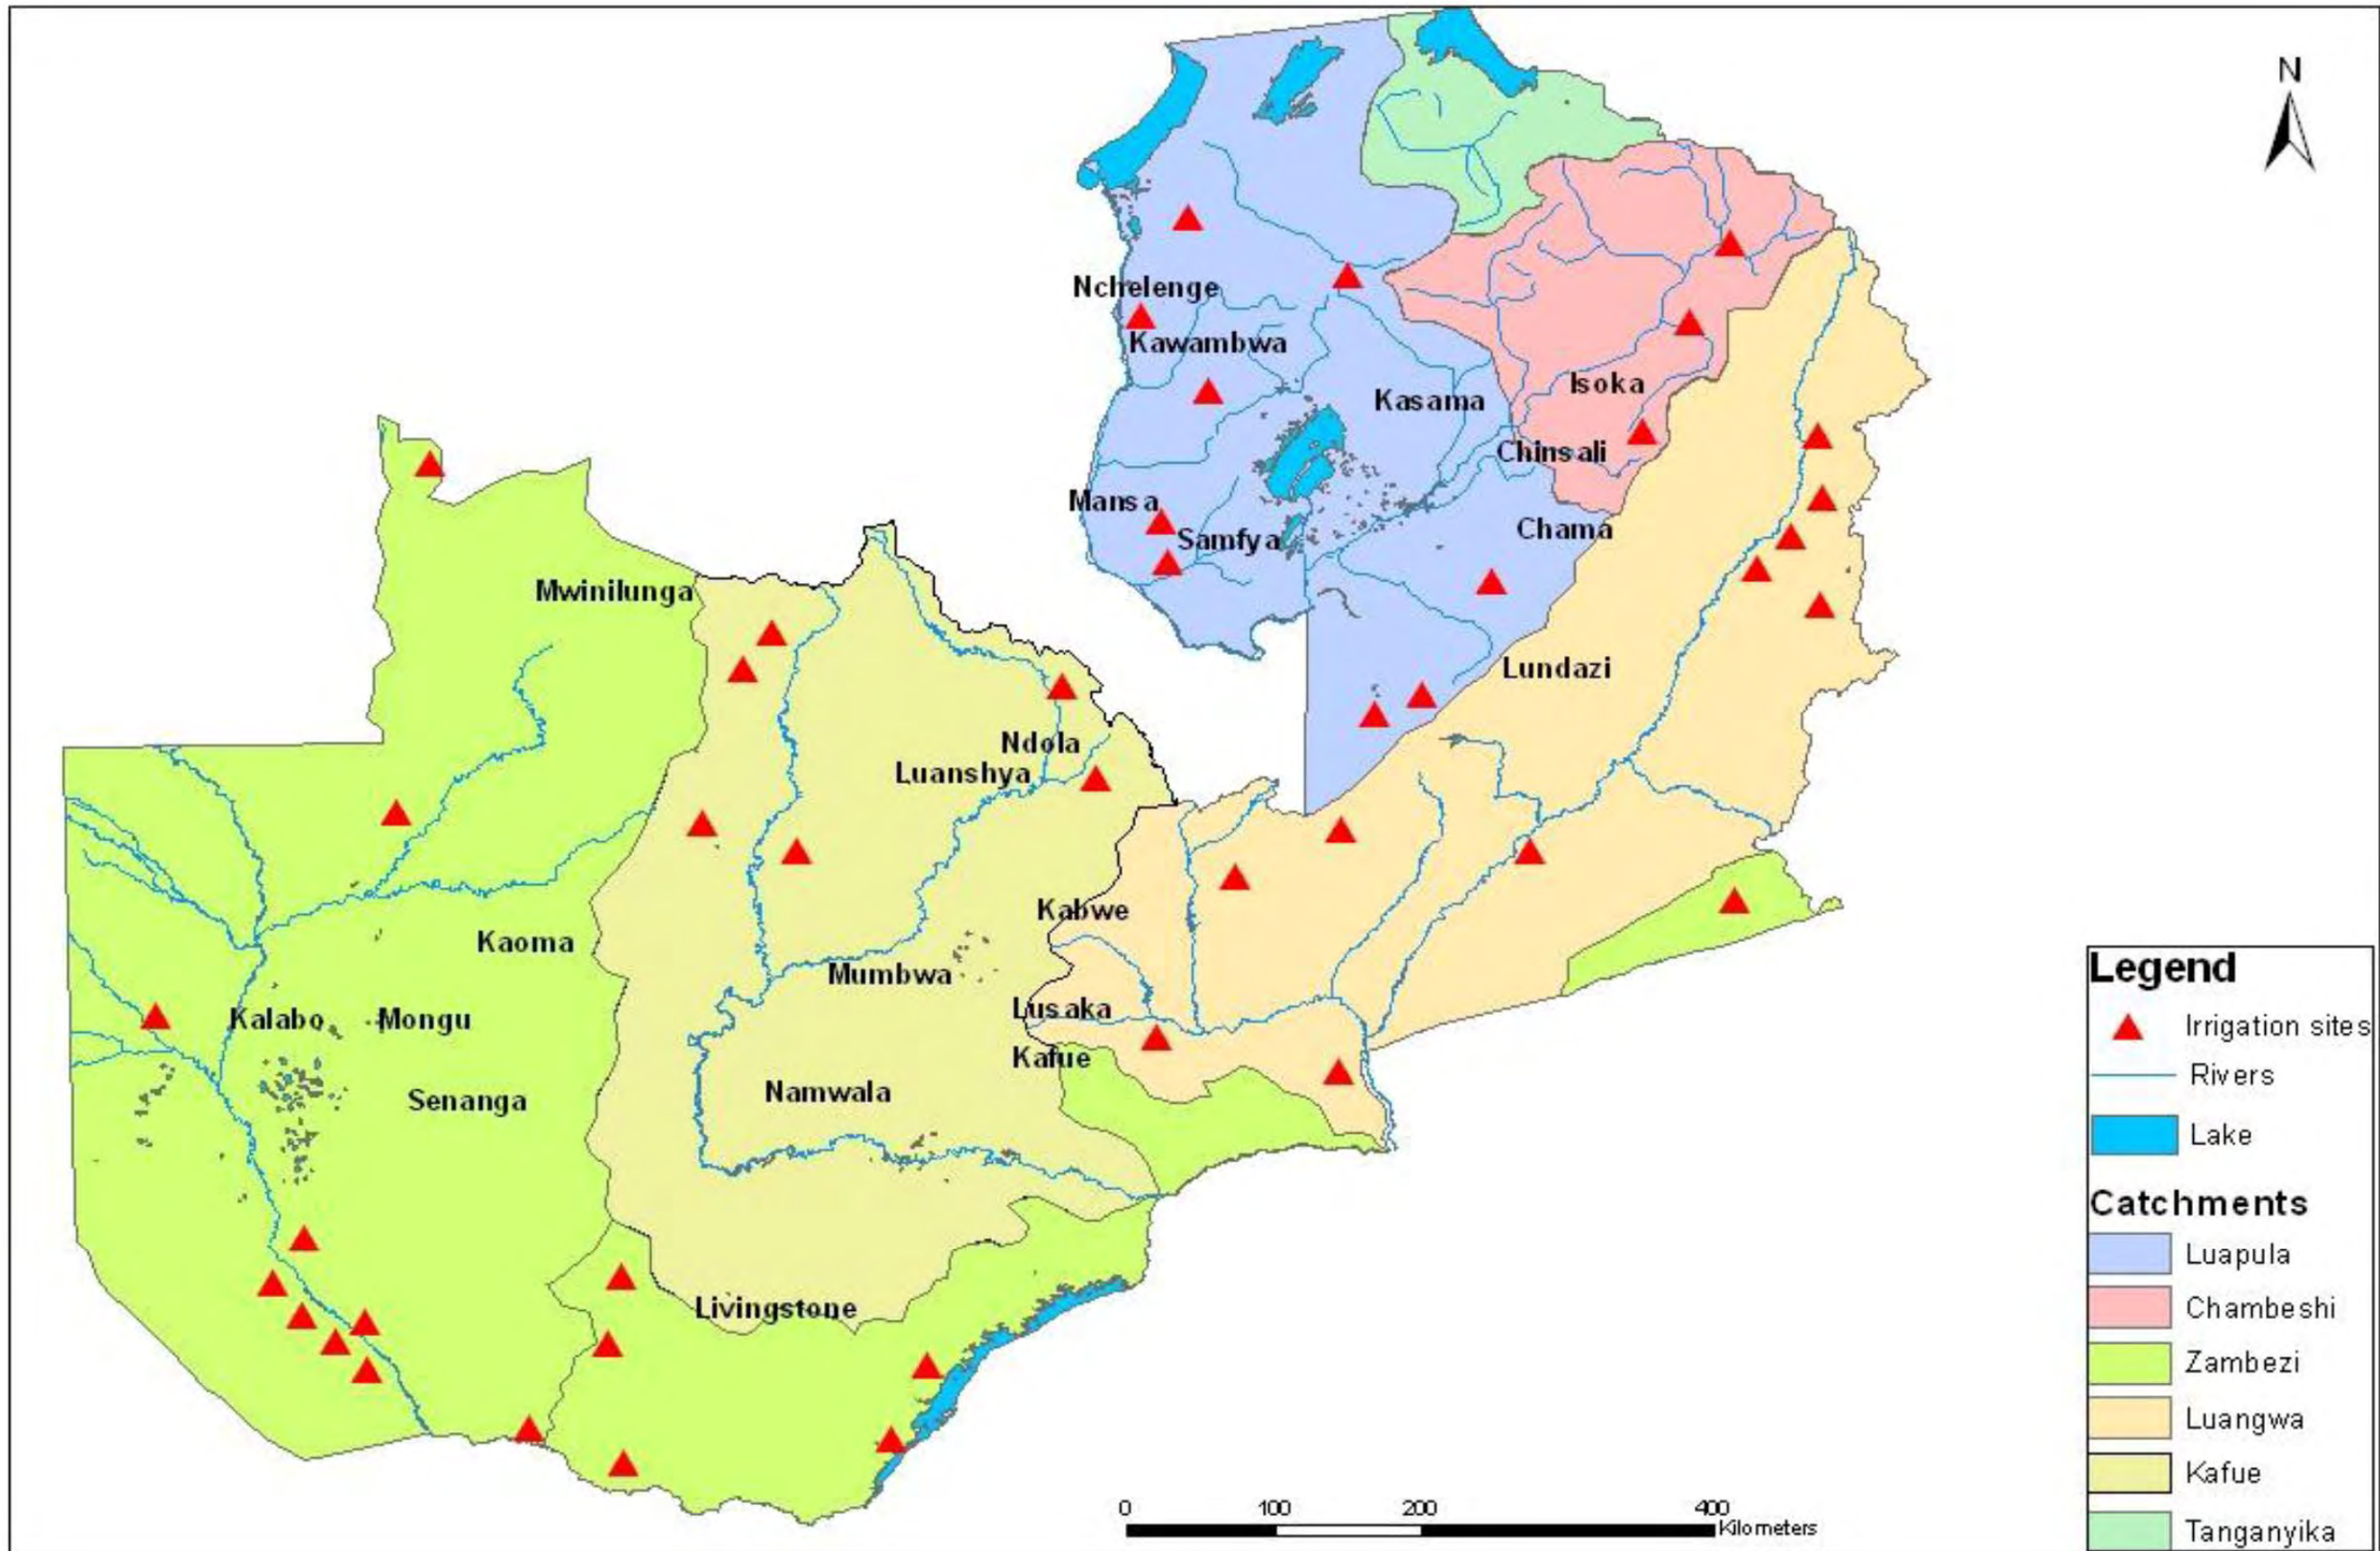 N
Nchelenge
Kawambwa
Kasama
Isoka
Chinsali
Mansa
Samfya
Chama
Mwinilunga
Lundazi
Ndola
Luanshya
Kabwe
Kaoma
Mumbwa
Lusaka
Kalabo
Mongu
Kafue
Senanga
Namwala
Livingstone
Legend
Irrigation sites
Rivers
Lake
Catchments
Luapula
Chambeshi
Zambezi
Luangwa
Kafue
Tanganyika
0 100 200 400
Kilometers